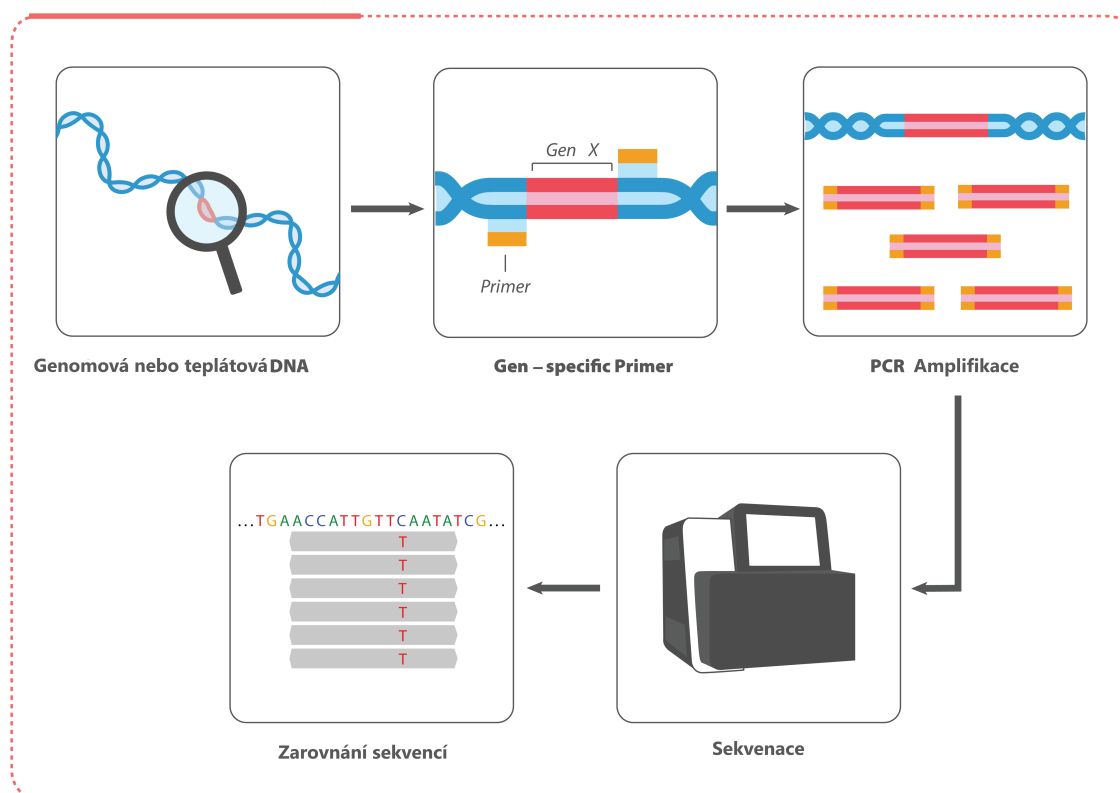 Gen X
Primer
Genomová nebo teplátová DNA
Gen – specific Primer
PCR Amplifikace
...TGAACCATTGTTCAATATCG...
T
T
T
T
T
T
Zarovnání sekvencí
Sekvenace